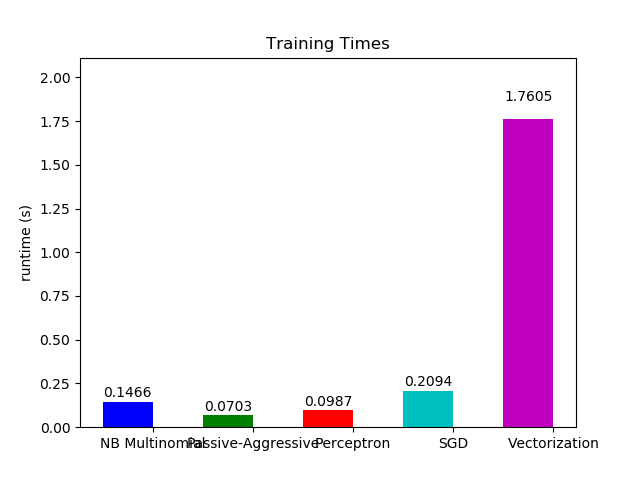 Training Times
2.00
1.75
1.50
1.25
1.00
0.75
0.50
0.25
0.00
runtime (s)
0.1466
0.0703
0.0987
0.2094
1.7605
NB Multinomial
Passive-Aggressive
Perceptron
SGD
Vectorization